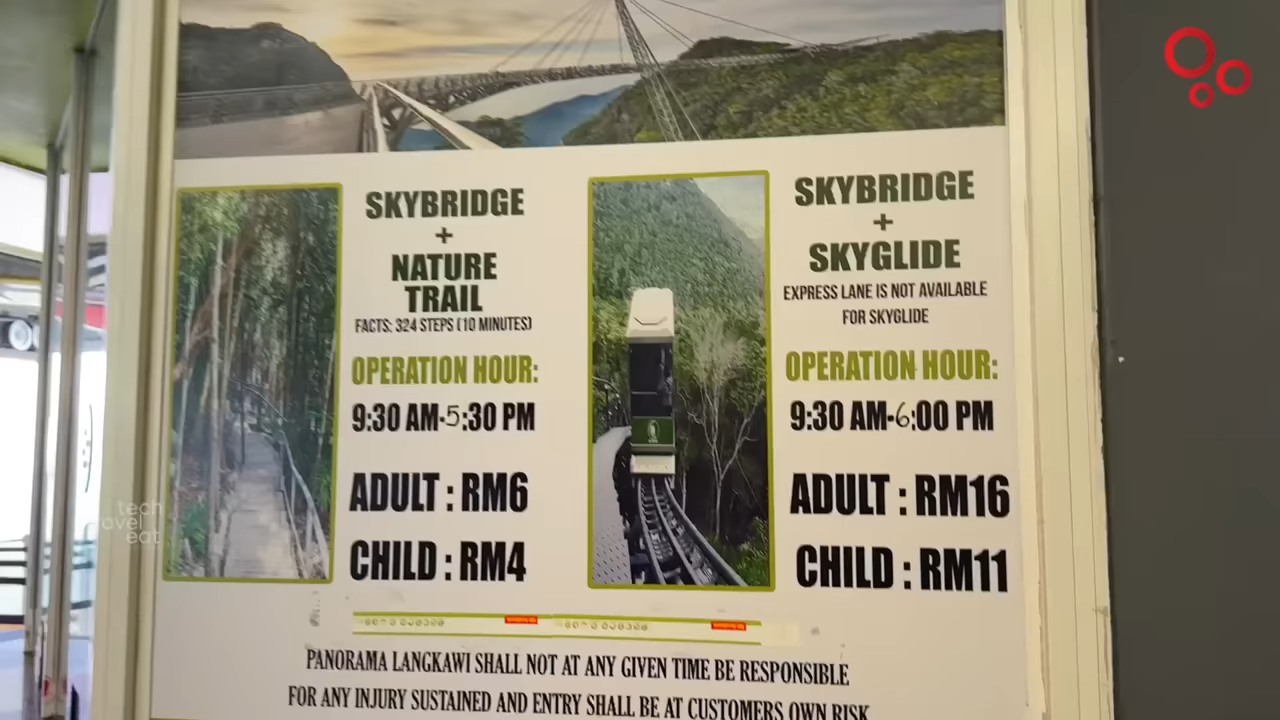 SKYBRIDGE
+
NATURE
TRAIL
FACTS: 324 STEPS (10 MINUTES)
OPERATION HOUR:
9:30 AM-5:30 PM
ADULT : RM6
CHILD : RM4
SKYBRIDGE
+
SKYGLIDE
EXPRESS LANE IS NOT AVAILABLE
FOR SKYGLIDE
OPERATION HOUR:
9:30 AM-6:00 PM
ADULT : RM16
CHILD : RM11
PANORAMA LANGKAWI SHALL NOT AT ANY GIVEN TIME BE RESPONSIBLE
FOR ANY INJURY SUSTAINED AND ENTRY SHALL BE AT CUSTOMERS OWN RISK
tech
eat